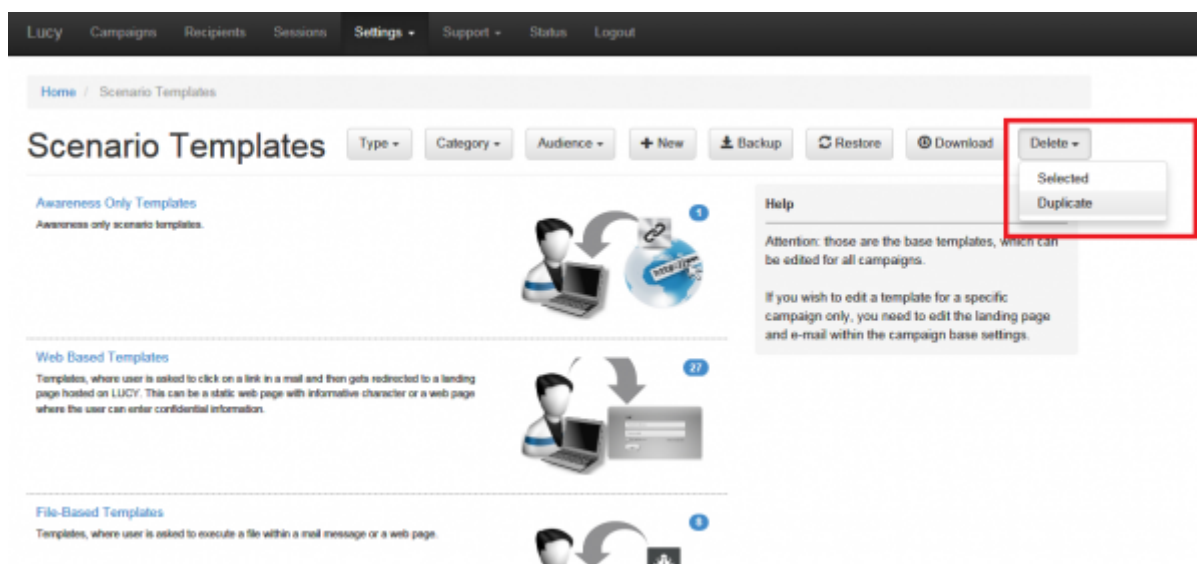 Lucy Campaigns Recipients Sessions Settings Support Status Logout
Home / Scenario Templates
Scenario Templates Type Category Audience New Backup Restore Download Delete
Selected
Duplicate
Awareness Only Templates
Awareness only scenario templates.
1
Help
Attention: those are the base templates, which can
be edited for all campaigns.
If you wish to edit a template for a specific
campaign only, you need to edit the landing page
and e-mail within the campaign base settings.
Web Based Templates
Templates, where user is asked to click on a link in a mail and then gets redirected to a landing
page hosted on LUCY. This can be a static web page with informative character or a web page
where the user can enter confidential information.
27
File-Based Templates
Templates, where user is asked to execute a file within a mail message or a web page.